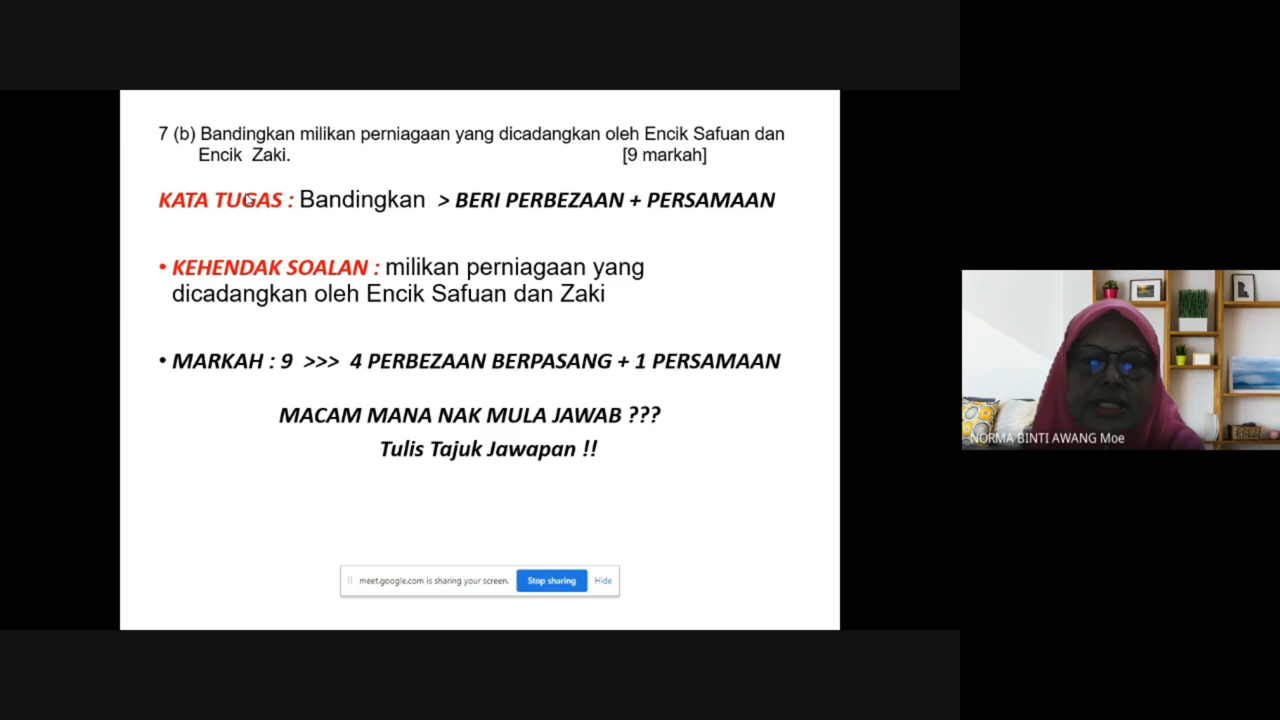 7 (b) Bandingkan milikan perniagaan yang dicadangkan oleh Encik Safuan dan
Encik Zaki. [9 markah]
KATA TUGAS : Bandingkan > BERI PERBEZAAN + PERSAMAAN
• KEHENDAK SOALAN : milikan perniagaan yang
dicadangkan oleh Encik Safuan dan Zaki
• MARKAH : 9 >>> 4 PERBEZAAN BERPASANG + 1 PERSAMAAN
MACAM MANA NAK MULA JAWAB ???
Tulis Tajuk Jawapan !!
meet.google.com is sharing your screen. Stop sharing Hide
NORMA BINTI AWANG Moe